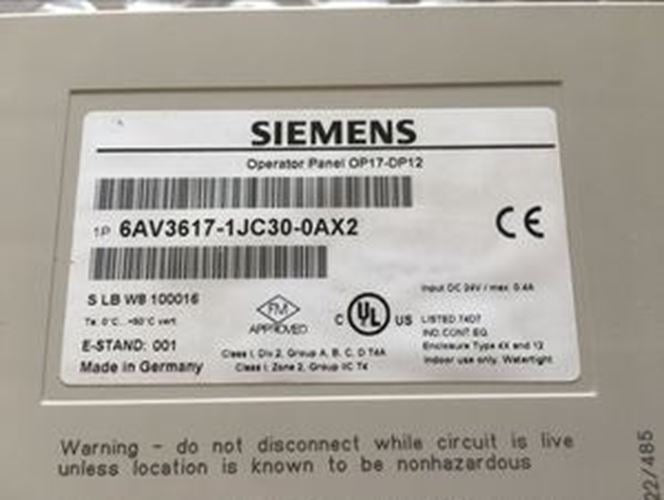 SIEMENS
Operator Panel OP17-DP12
1P 6AV3617-1JC30-0AX2
CE
Input DC 24V / max. 0.4A
S LB W8 100016
Ta: 0°C...+50°C vert.
E-STAND: 001
Made in Germany
FM
APPROVED
C UL US
LISTED 74D7
IND.CONT.EQ.
Enclosure Type 4X and 12
Indoor use only, Watertight
Class I, Div 2, Group A, B, C, D T4A
Class I, Zone 2, Group IIC T4
Warning - do not disconnect while circuit is live
unless location is known to be nonhazardous
22/485